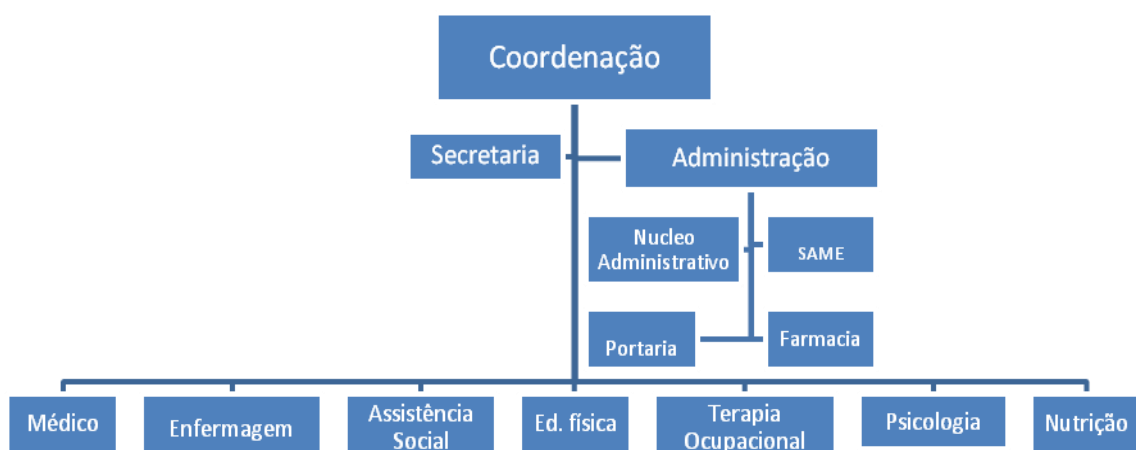 Coordenação
Secretaria
Administração
Nucleo
Administrativo
SAME
Portaria
Farmacia
Médico
Enfermagem
Assistência
Social
Ed. física
Terapia
Ocupacional
Psicologia
Nutrição